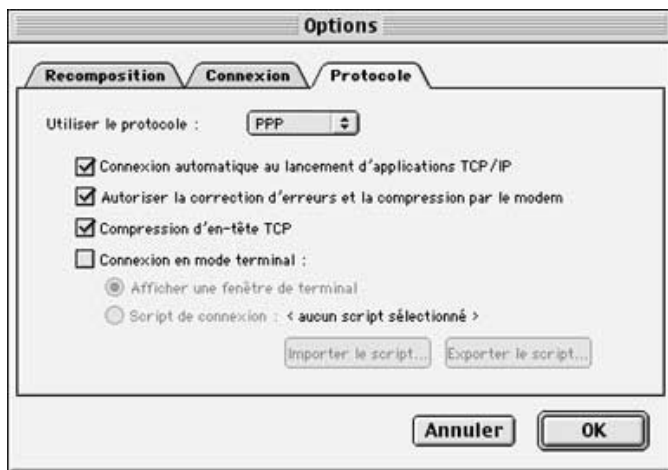 Options
Recomposition Connexion Protocole
Utiliser le protocole : PPP
Connexion automatique au lancement d'applications TCP/IP
Autoriser la correction d'erreurs et la compression par le modem
Compression d'en-tête TCP
Connexion en mode terminal :
Afficher une fenêtre de terminal
Script de connexion : < aucun script sélectionné >
Importer le script... Exporter le script...
Annuler OK